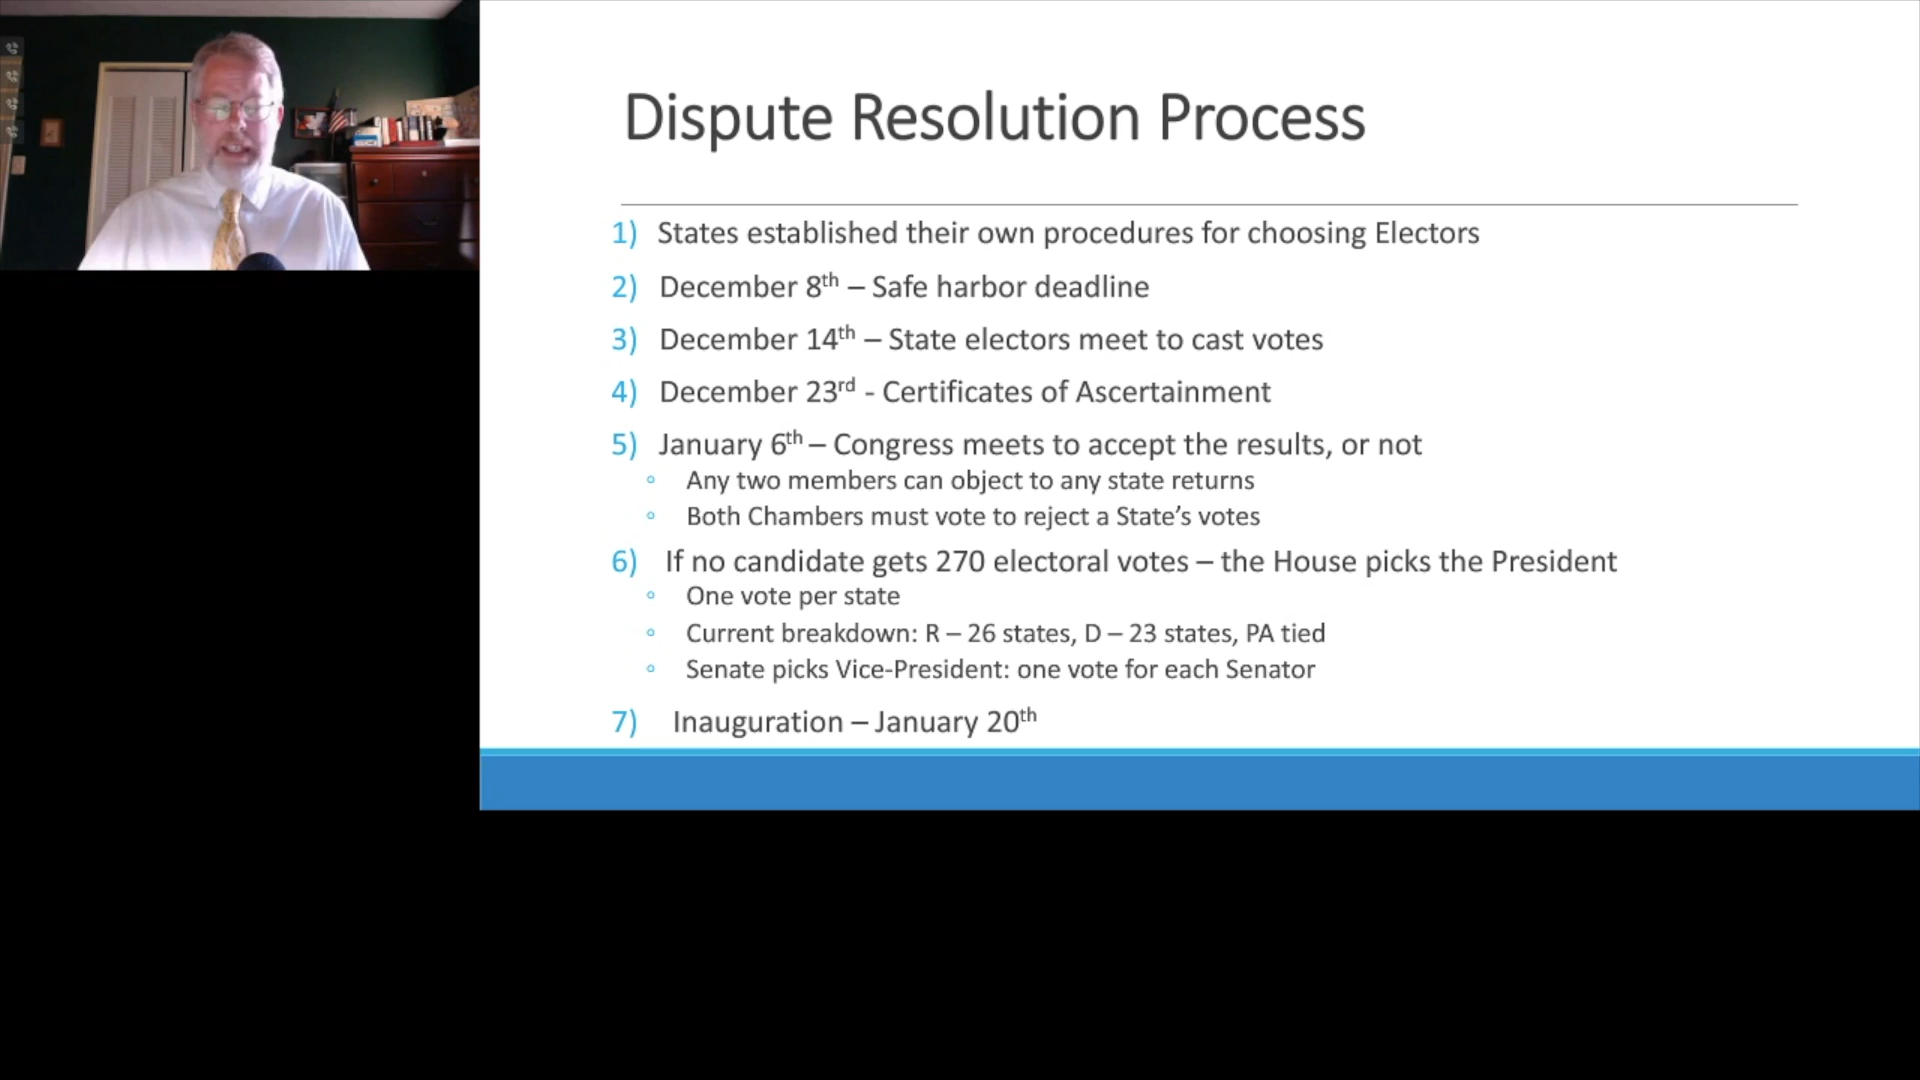 Dispute Resolution Process
1) States established their own procedures for choosing Electors
2) December 8th – Safe harbor deadline
3) December 14th – State electors meet to cast votes
4) December 23rd - Certificates of Ascertainment
5) January 6th – Congress meets to accept the results, or not
◦ Any two members can object to any state returns
◦ Both Chambers must vote to reject a State’s votes
6) If no candidate gets 270 electoral votes – the House picks the President
◦ One vote per state
◦ Current breakdown: R – 26 states, D – 23 states, PA tied
◦ Senate picks Vice-President: one vote for each Senator
7) Inauguration – January 20th